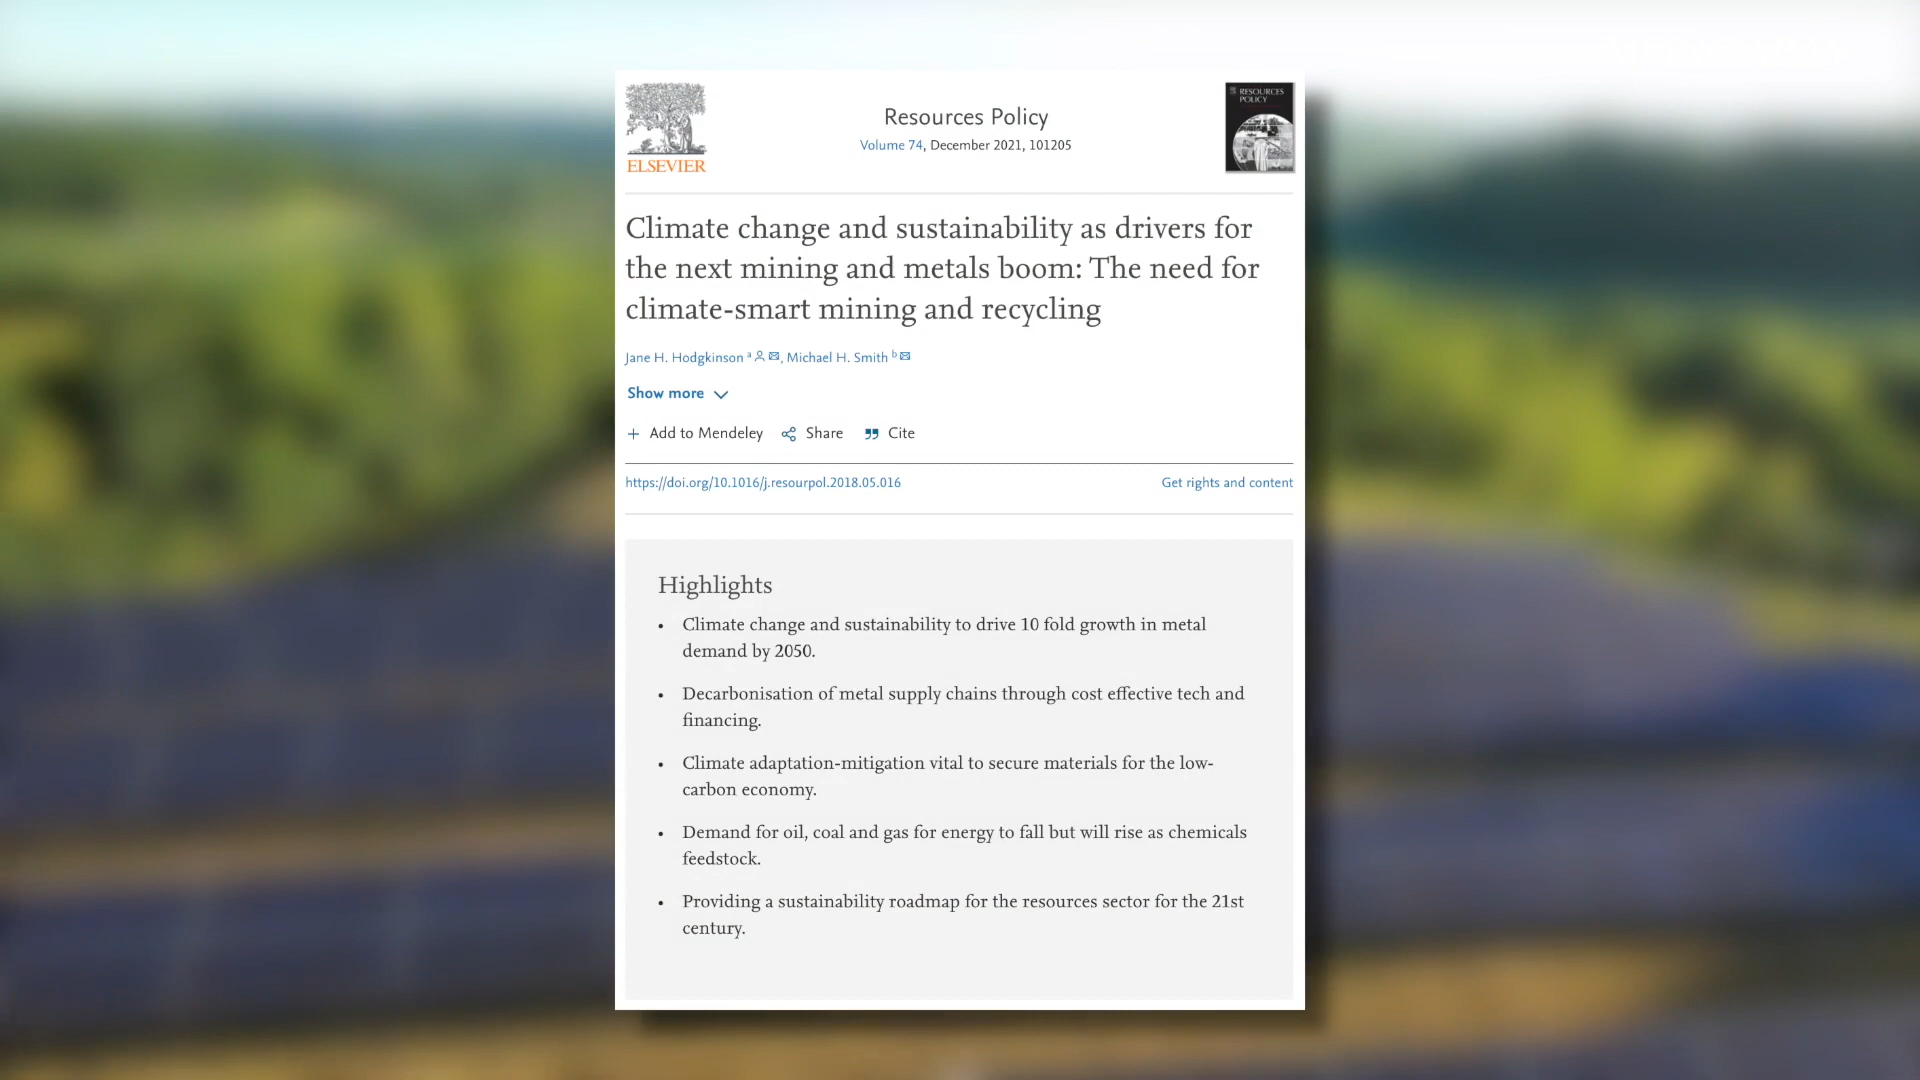 ELSEVIER
Resources Policy
Volume 74, December 2021, 101205
RESOURCES
POLICY
Climate change and sustainability as drivers for
the next mining and metals boom: The need for
climate-smart mining and recycling
Jane H. Hodgkinson a, Michael H. Smith b
Show more
Add to Mendeley Share Cite
https://doi.org/10.1016/j.resourpol.2018.05.016 Get rights and content
Highlights
• Climate change and sustainability to drive 10 fold growth in metal
demand by 2050.
• Decarbonisation of metal supply chains through cost effective tech and
financing.
• Climate adaptation-mitigation vital to secure materials for the low-
carbon economy.
• Demand for oil, coal and gas for energy to fall but will rise as chemicals
feedstock.
• Providing a sustainability roadmap for the resources sector for the 21st
century.